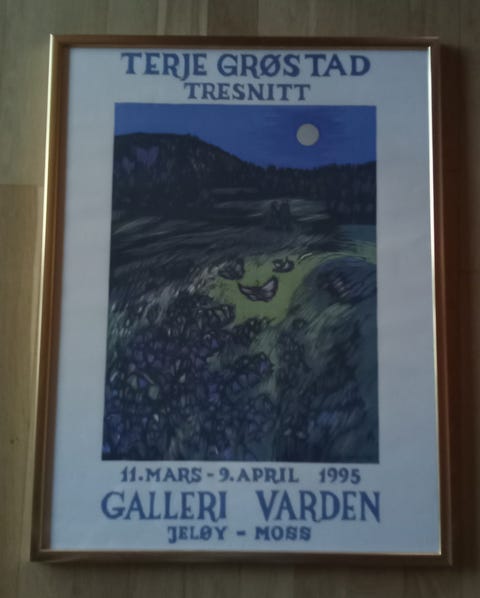 TERJE GRØSTAD
TRESNITT
11.MARS-9.APRIL 1995
GALLERI VARDEN
JELØY - MOSS